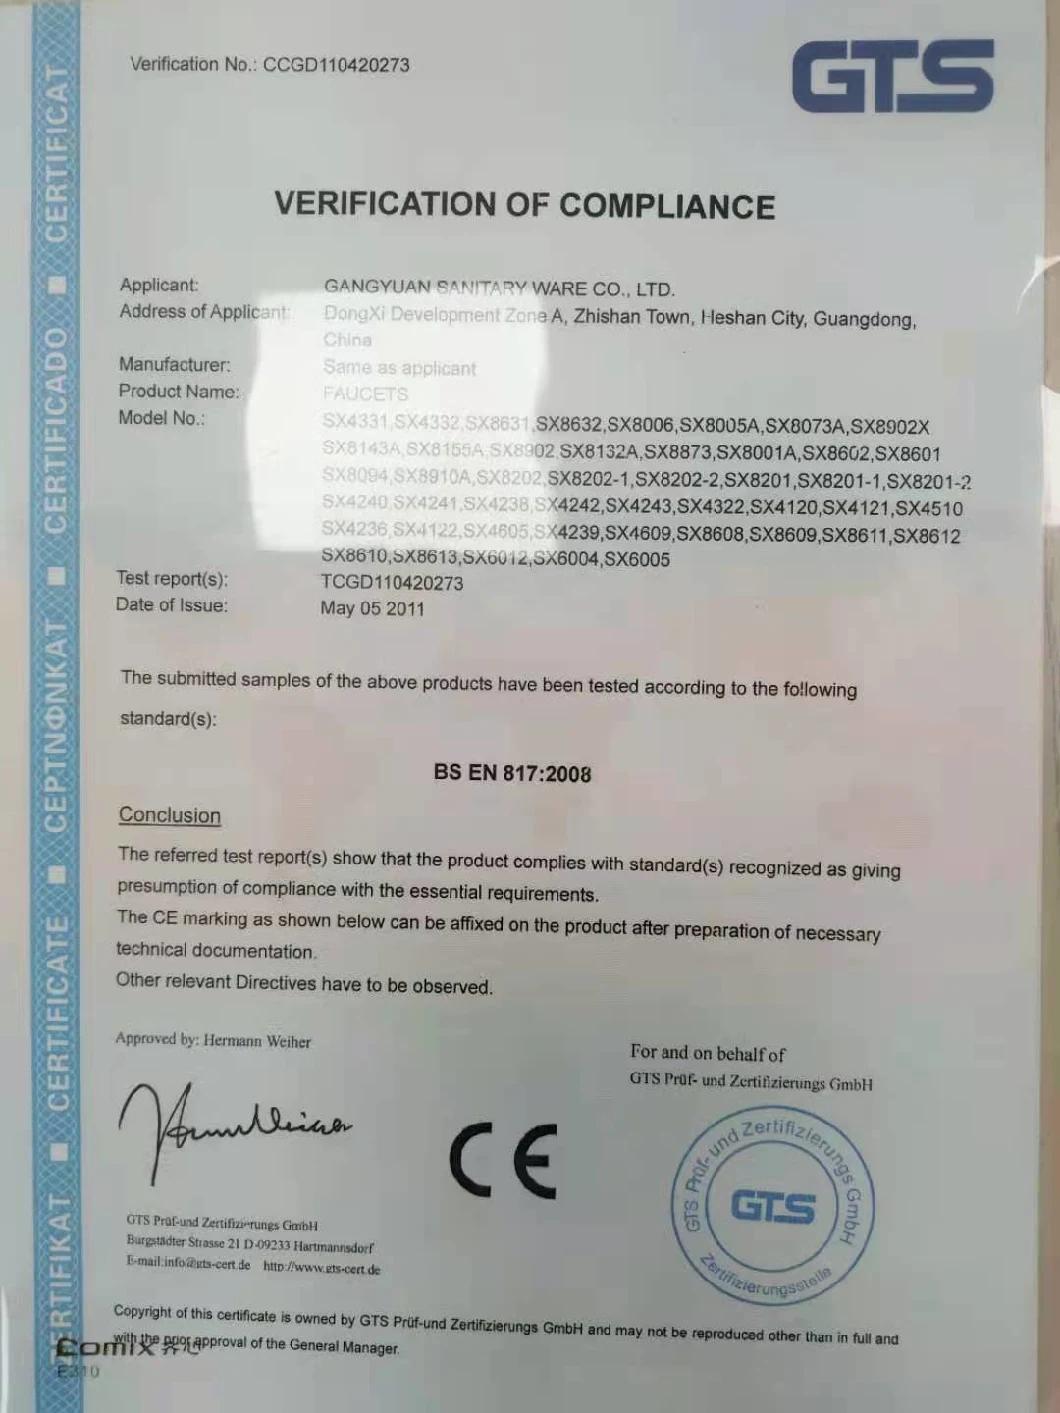 Verification No.: CCGD110420273
GTS
VERIFICATION OF COMPLIANCE
Applicant: GANGYUAN SANITARY WARE CO., LTD.
Address of Applicant: DongXi Development Zone A, Zhishan Town, Heshan City, Guangdong,
China
Manufacturer: Same as applicant
Product Name: FAUCETS
Model No.: SX4331,SX4332,SX8631,SX8632,SX8006,SX8005A,SX8073A,SX8902X
SX8143A,SX8155A,SX8902,SX8132A,SX8873,SX8001A,SX8602,SX8601
SX8094,SX8910A,SX8202,SX8202-1,SX8202-2,SX8201,SX8201-1,SX8201-2
SX4240,SX4241,SX4238,SX4242,SX4243,SX4322,SX4120,SX4121,SX4510
SX4236,SX4122,SX4605,SX4239,SX4609,SX8608,SX8609,SX8611,SX8612
SX8610,SX8613,SX6012,SX6004,SX6005
Test report(s): TCGD110420273
Date of Issue: May 05 2011
The submitted samples of the above products have been tested according to the following
standard(s):
BS EN 817:2008
Conclusion
The referred test report(s) show that the product complies with standard(s) recognized as giving
presumption of compliance with the essential requirements.
The CE marking as shown below can be affixed on the product after preparation of necessary
technical documentation.
Other relevant Directives have to be observed.
Approved by: Hermann Weiher
For and on behalf of
GTS Prüf- und Zertifizierungs GmbH
CE
GTS Prüf- und Zertifizierungs GmbH
GTS
Zertifizierungsstelle
GTS Prüf-und Zertifizierungs GmbH
Burgstädter Strasse 21 D-09233 Hartmannsdorf
E-mail:info@gts-cert.de http://www.gts-cert.de
Copyright of this certificate is owned by GTS Prüf-und Zertifizierungs GmbH and may not be reproduced other than in full and
with the prior approval of the General Manager.
Comix 齐心
E310
ZERTIFIKAT ■ CERTIFICATE ■ CEPTNФNKAT ■ CERTIFICADO ■ CERTIFICAT